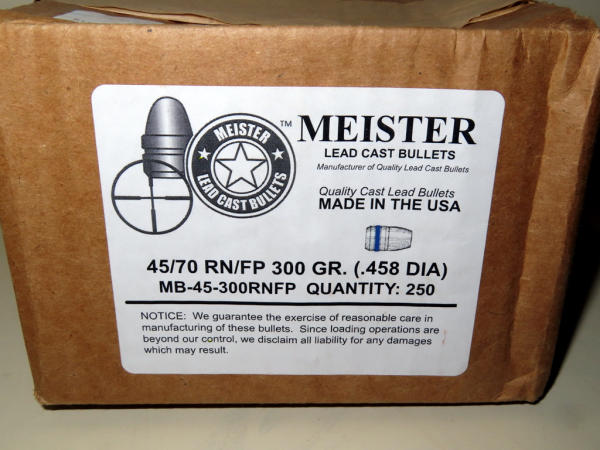 MEISTER
LEAD CAST BULLETS
™
MEISTER
LEAD CAST BULLETS
Manufacturer of Quality Lead Cast Bullets
Quality Cast Lead Bullets
MADE IN THE USA
45/70 RN/FP 300 GR. (.458 DIA)
MB-45-300RNFP QUANTITY: 250
NOTICE: We guarantee the exercise of reasonable care in
manufacturing of these bullets. Since loading operations are
beyond our control, we disclaim all liability for any damages
which may result.